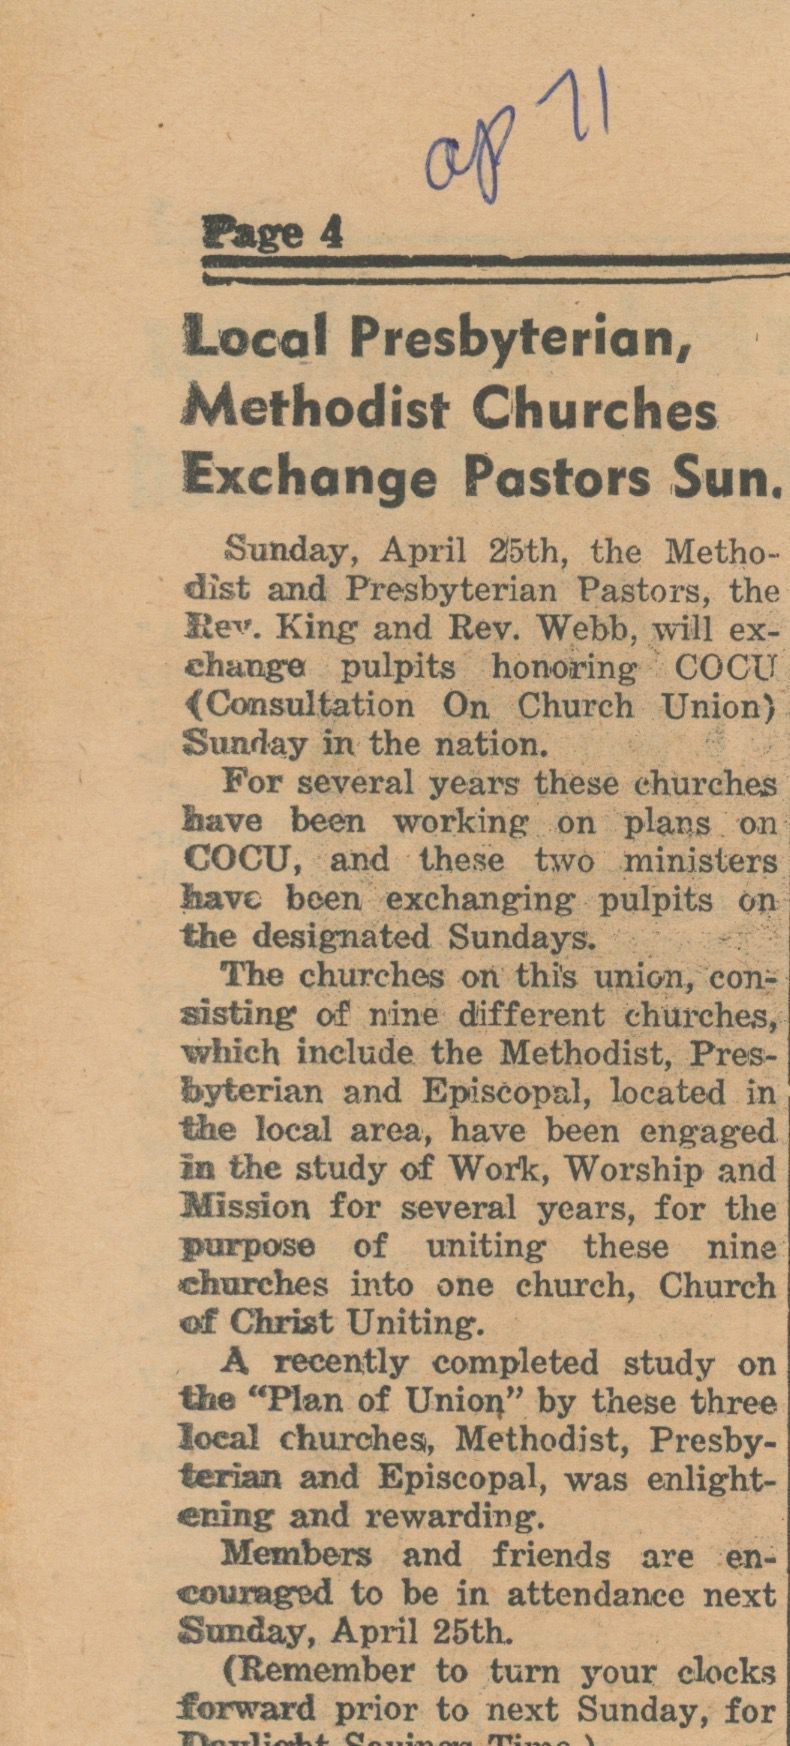 ap 71
Page 4
Local Presbyterian,
Methodist Churches
Exchange Pastors Sun.
Sunday, April 25th, the Metho-
dist and Presbyterian Pastors, the
Rev. King and Rev. Webb, will ex-
change pulpits honoring COCU
(Consultation On Church Union)
Sunday in the nation.
For several years these churches
have been working on plans on
COCU, and these two ministers
have been exchanging pulpits on
the designated Sundays.
The churches on this union, con-
sisting of nine different churches,
which include the Methodist, Pres-
byterian and Episcopal, located in
the local area, have been engaged
in the study of Work, Worship and
Mission for several years, for the
purpose of uniting these nine
churches into one church, Church
of Christ Uniting.
A recently completed study on
the “Plan of Union” by these three
local churches, Methodist, Presby-
terian and Episcopal, was enlight-
ening and rewarding.
Members and friends are en-
couraged to be in attendance next
Sunday, April 25th.
(Remember to turn your clocks
forward prior to next Sunday, for
Daylight Savings Time.)